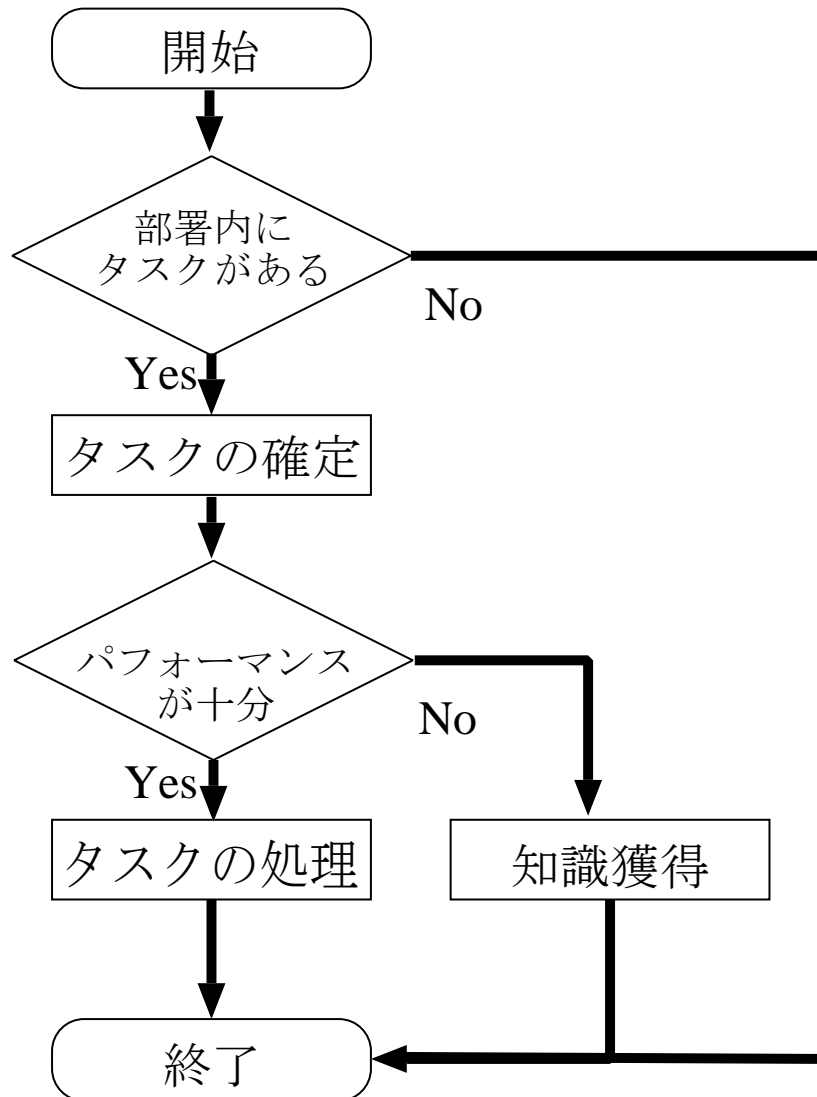 開始
部署内に
タスクがある
No
Yes
タスクの確定
パフォーマンス
が十分
No
Yes
タスクの処理
知識獲得
終了